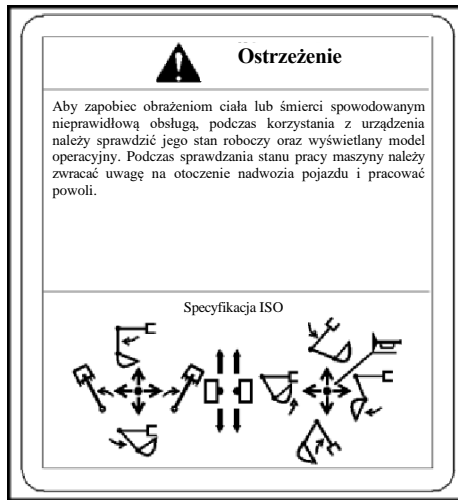 Ostrzeżenie
Aby zapobiec obrażeniom ciała lub śmierci spowodowanym
nieprawidłową obsługą, podczas korzystania z urządzenia
należy sprawdzić jego stan roboczy oraz wyświetlany model
operacyjny. Podczas sprawdzania stanu pracy maszyny należy
zwracać uwagę na otoczenie nadwozia pojazdu i pracować
powoli.
Specyfikacja ISO